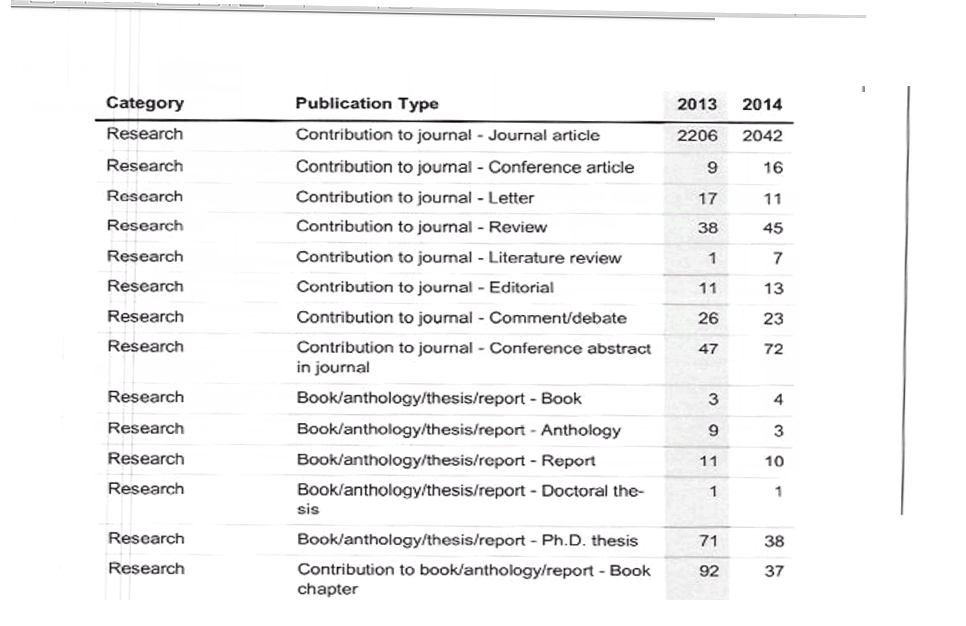 Category Publication Type 2013 2014
Research Contribution to journal - Journal article 2206 2042
Research Contribution to journal - Conference article 9 16
Research Contribution to journal - Letter 17 11
Research Contribution to journal - Review 38 45
Research Contribution to journal - Literature review 1 7
Research Contribution to journal - Editorial 11 13
Research Contribution to journal - Comment/debate 26 23
Research Contribution to journal - Conference abstract 47 72
in journal
Research Book/anthology/thesis/report - Book 3 4
Research Book/anthology/thesis/report - Anthology 9 3
Research Book/anthology/thesis/report - Report 11 10
Research Book/anthology/thesis/report - Doctoral the- 1 1
sis
Research Book/anthology/thesis/report - Ph.D. thesis 71 38
Research Contribution to book/anthology/report - Book 92 37
chapter